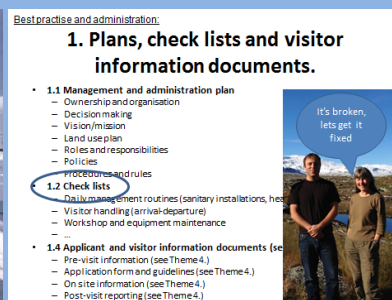 Best practise and administration:
1. Plans, check lists and visitor
information documents.
• 1.1 Management and administration plan
– Ownership and organisation
– Decision making
– Vision/mission
– Land use plan
– Roles and responsibilities
– Policies
– Procedures and rules
• 1.2 Check lists
– Daily management routines (sanitary installations, hea
– Visitor handling (arrival-departure)
– Workshop and equipment maintenance
– ...
• 1.4 Applicant and visitor information documents (se
– Pre-visit information (see Theme 4.)
– Application form and guidelines (see Theme 4.)
– On site information (see Theme 4.)
– Post-visit reporting (see Theme 4.)
It's broken,
lets get it
fixed